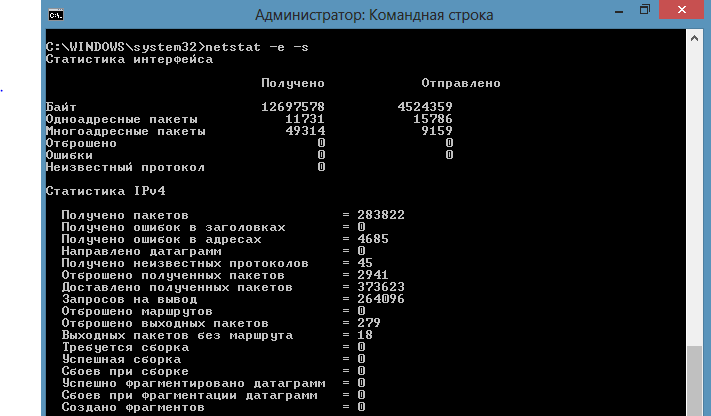 Администратор: Командная строка
C:\WINDOWS\system32>netstat -e -s
Статистика интерфейса
Получено Отправлено
Байт 12697578 4524359
Одноадресные пакеты 11731 15786
Многоадресные пакеты 49314 9159
Отброшено 0 0
Ошибки 0 0
Неизвестный протокол 0
Статистика IPv4
Получено пакетов = 283822
Получено ошибок в заголовках = 0
Получено ошибок в адресах = 4685
Направлено датаграмм = 0
Получено неизвестных протоколов = 45
Отброшено полученных пакетов = 2941
Доставлено полученных пакетов = 373623
Запросов на вывод = 264096
Отброшено маршрутов = 0
Отброшено выходных пакетов = 279
Выходных пакетов без маршрута = 18
Требуется сборка = 0
Успешная сборка = 0
Сбоев при сборке = 0
Успешно фрагментировано датаграмм = 0
Сбоев при фрагментации датаграмм = 0
Создано фрагментов = 0